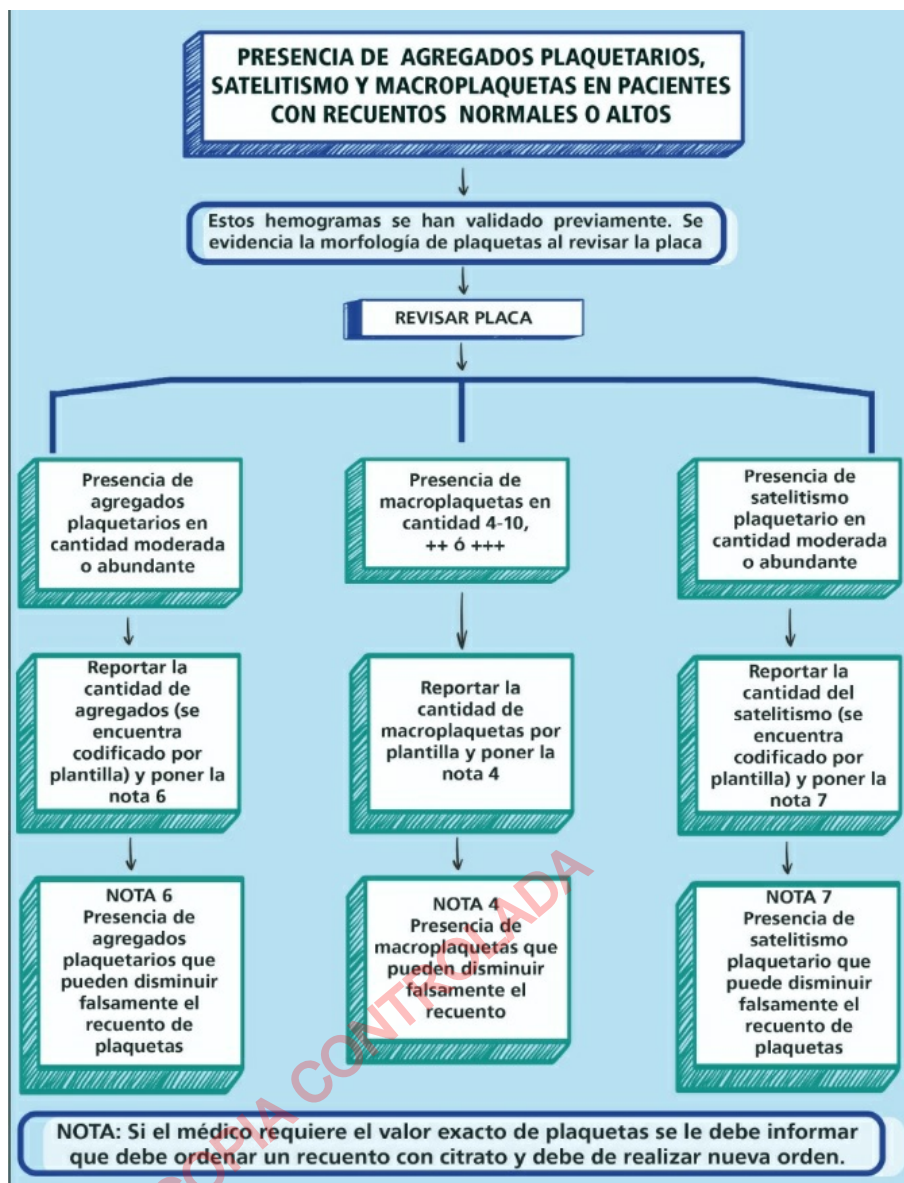 PRESENCIA DE AGREGADOS PLAQUETARIOS,
SATELITISMO Y MACROPLAQUETAS EN PACIENTES
CON RECUENTOS NORMALES O ALTOS
Estos hemogramas se han validado previamente. Se
evidencia la morfología de plaquetas al revisar la placa
REVISAR PLACA
Presencia de
agregados
plaquetarios en
cantidad moderada
o abundante
Presencia de
macroplaquetas en
cantidad 4-10,
++ ó +++
Presencia de
satelitismo
plaquetario en
cantidad moderada
o abundante
Reportar la
cantidad de
agregados (se
encuentra
codificado por
plantilla) y poner la
nota 6
Reportar la
cantidad de
macroplaquetas por
plantilla y poner la
nota 4
Reportar la
cantidad del
satelitismo (se
encuentra
codificado por
plantilla) y poner la
nota 7
NOTA 6
Presencia de
agregados
plaquetarios que
pueden disminuir
falsamente el
recuento de
plaquetas
NOTA 4
Presencia de
macroplaquetas que
pueden disminuir
falsamente el
recuento
NOTA 7
Presencia de
satelitismo
plaquetario que
puede disminuir
falsamente el
recuento de
plaquetas
COPIA CONTROLADA
NOTA: Si el médico requiere el valor exacto de plaquetas se le debe informar
que debe ordenar un recuento con citrato y debe de realizar nueva orden.